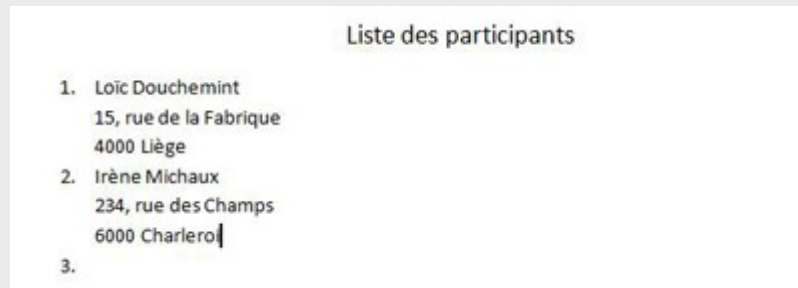 Liste des participants
1. Loïc Douchemint
15, rue de la Fabrique
4000 Liège
2. Irène Michaux
234, rue des Champs
6000 Charleroi
3.